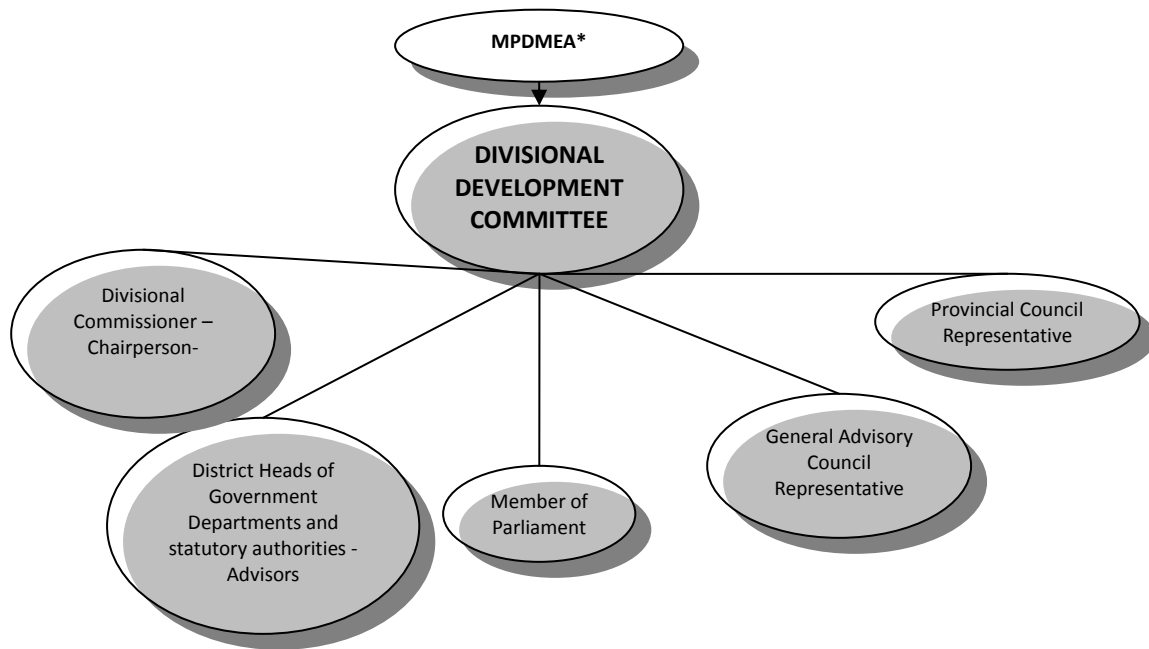 MPDMEA*
DIVISIONAL
DEVELOPMENT
COMMITTEE
Divisional
Commissioner –
Chairperson-
Provincial Council
Representative
District Heads of
Government
Departments and
statutory authorities -
Advisors
Member of
Parliament
General Advisory
Council
Representative